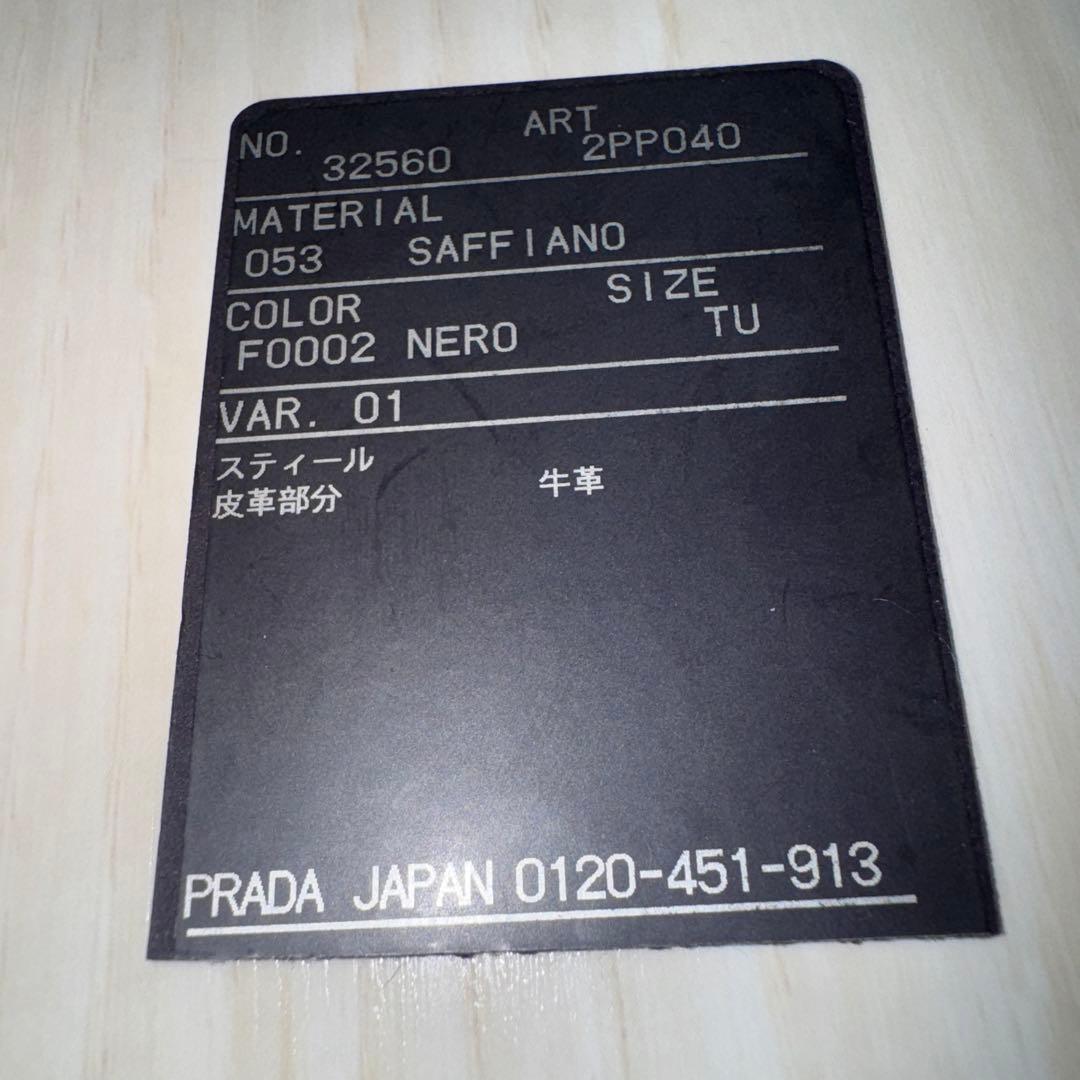 NO. ART
32560 2PP040
MATERIAL
053 SAFFIANO
COLOR SIZE
F0002 NERO TU
VAR. 01
スティール
皮革部分 牛革
PRADA JAPAN 0120-451-913